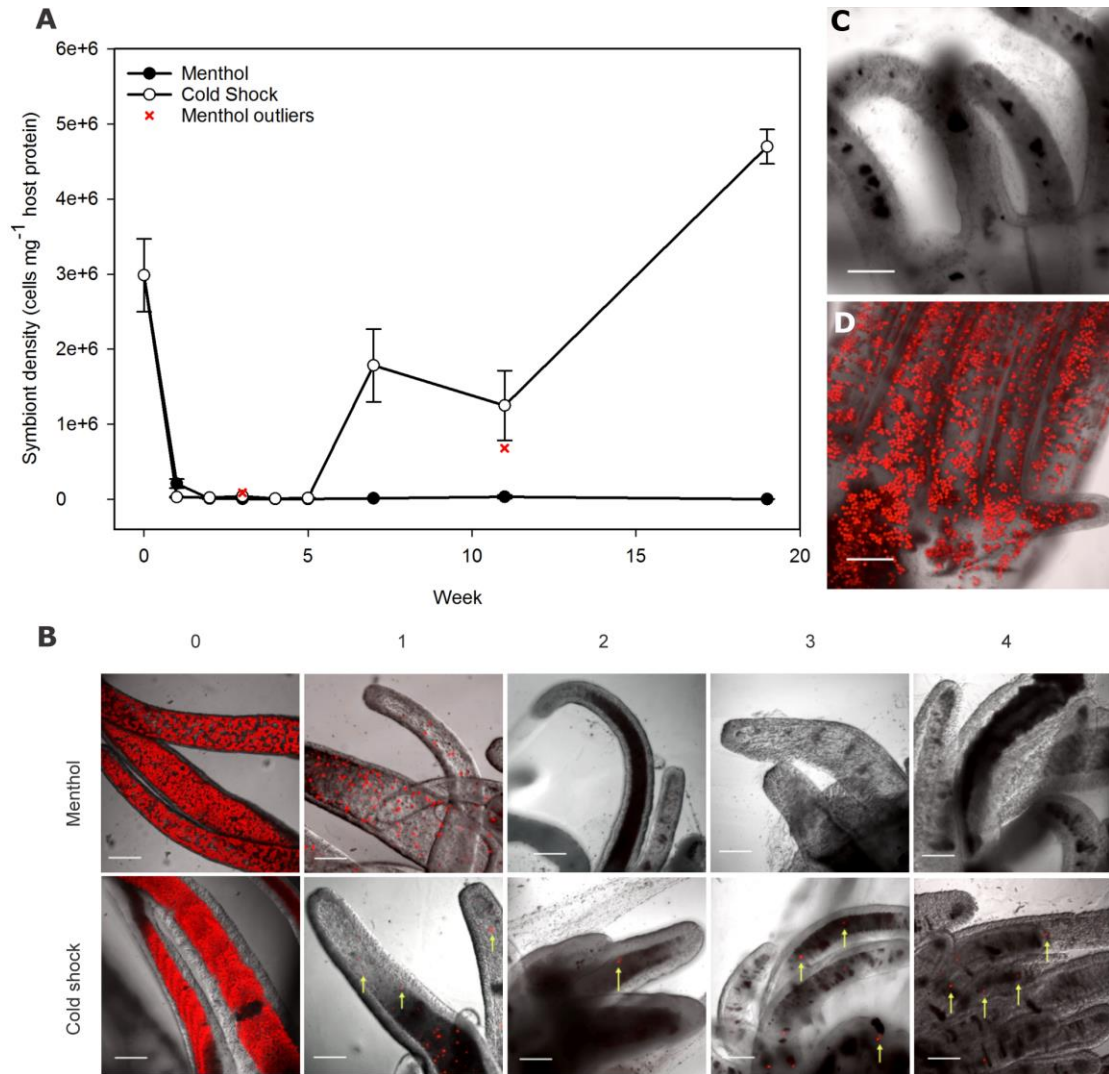 A
6e+6
5e+6
4e+6
3e+6
2e+6
1e+6
0
Symbiont density (cells mg-1 host protein)
Menthol
Cold Shock
Menthol outliers
0 5 10 15 20
Week
C
D
B
0 1 2 3 4
Menthol
Cold shock